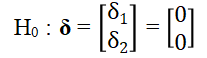 H₀ : δ = [δ₁ δ₂] = [0 0]